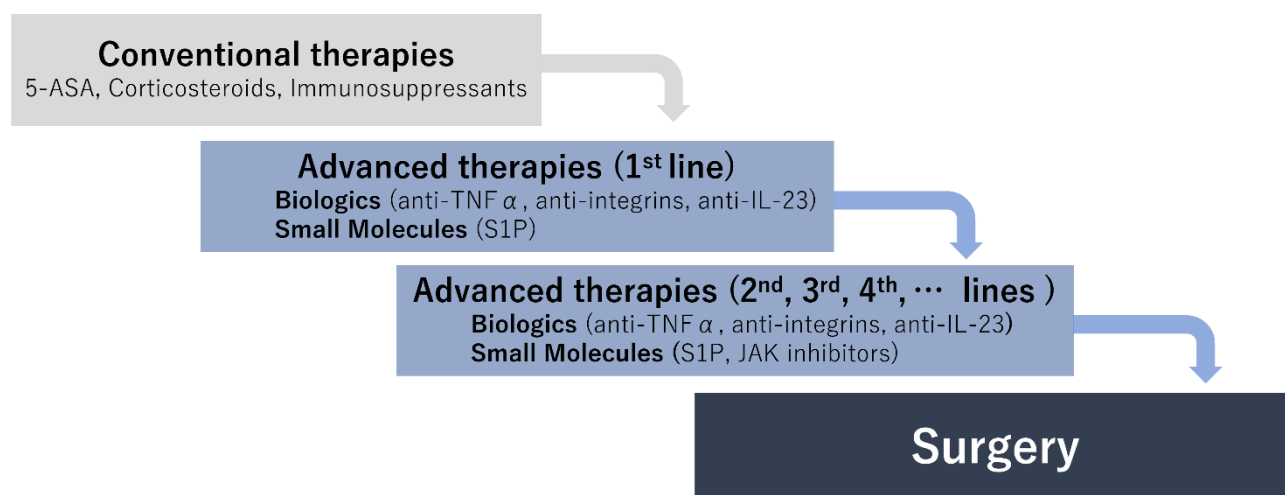 Conventional therapies
5-ASA, Corticosteroids, Immunosuppressants
Advanced therapies (1st line)
Biologics (anti-TNFα, anti-integrins, anti-IL-23)
Small Molecules (S1P)
Advanced therapies (2nd, 3rd, 4th, ⋯ lines )
Biologics (anti-TNFα, anti-integrins, anti-IL-23)
Small Molecules (S1P, JAK inhibitors)
Surgery